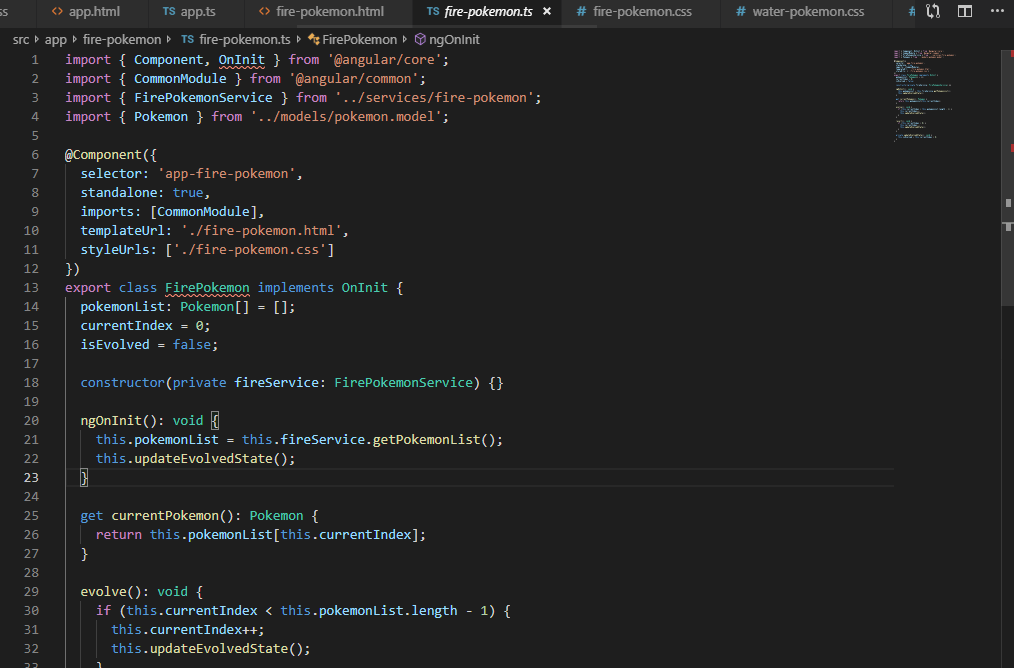 ss <> app.html TS app.ts <> fire-pokemon.html TS fire-pokemon.ts × # fire-pokemon.css # water-pokemon.css #
src > app > fire-pokemon > TS fire-pokemon.ts > FirePokemon > ngOnInit
1 import { Component, OnInit } from '@angular/core';
2 import { CommonModule } from '@angular/common';
3 import { FirePokemonService } from '../services/fire-pokemon';
4 import { Pokemon } from '../models/pokemon.model';
5
6 @Component({
7 selector: 'app-fire-pokemon',
8 standalone: true,
9 imports: [CommonModule],
10 templateUrl: './fire-pokemon.html',
11 styleUrls: ['./fire-pokemon.css']
12 })
13 export class FirePokemon implements OnInit {
14 pokemonList: Pokemon[] = [];
15 currentIndex = 0;
16 isEvolved = false;
17
18 constructor(private fireService: FirePokemonService) {}
19
20 ngOnInit(): void {
21 this.pokemonList = this.fireService.getPokemonList();
22 this.updateEvolvedState();
23 }
24
25 get currentPokemon(): Pokemon {
26 return this.pokemonList[this.currentIndex];
27 }
28
29 evolve(): void {
30 if (this.currentIndex < this.pokemonList.length - 1) {
31 this.currentIndex++;
32 this.updateEvolvedState();
33 }